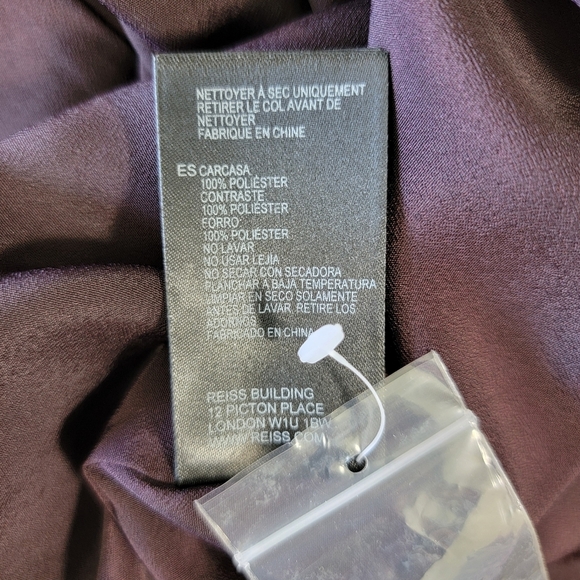 NETTOYER À SEC UNIQUEMENT
RETIRER LE COL AVANT DE
NETTOYER
FABRIQUE EN CHINE
ES CARCASA
100% POLIÉSTER
CONTRASTE
100% POLIÉSTER
FORRO
100% POLIÉSTER
NO LAVAR
NO USAR LEJIA
NO SECAR CON SECADORA
PLANCHAR A BAJA TEMPERATURA
LIMPIAR EN SECO SOLAMENTE
ANTES DE LAVAR, RETIRE LOS
ADORNOS
FABRICADO EN CHINA
REISS BUILDING
12 PICTON PLACE
LONDON W1U 1BW
WWW.REISS.COM